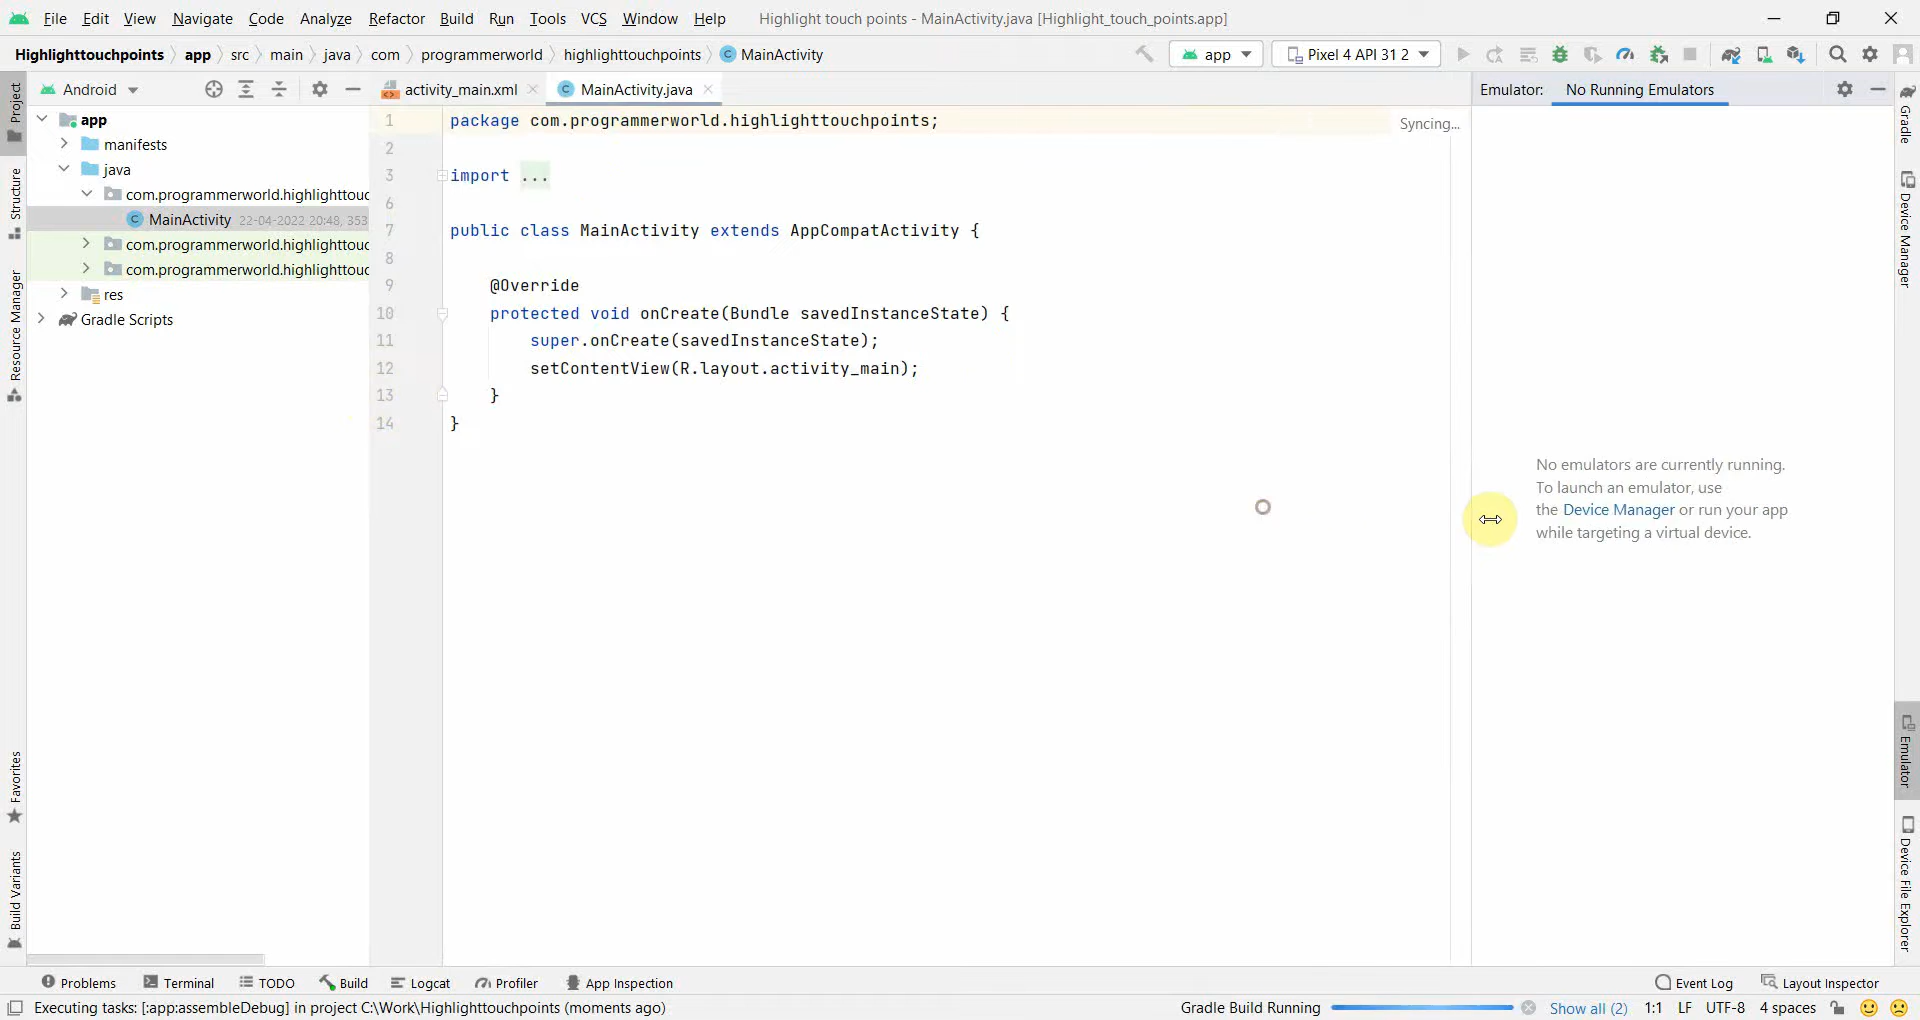 File Edit View Navigate Code Analyze Refactor Build Run Tools VCS Window Help Highlight touch points - MainActivity.java [Highlight_touch_points.app]
Highlighttouchpoints app src main java com programmerworld highlighttouchpoints MainActivity app Pixel 4 API 31 2
Project
Android
activity_main.xml
MainActivity.java
Emulator: No Running Emulators
app
manifests
java
com.programmerworld.highlighttouc
MainActivity 22-04-2022 20:48, 353
com.programmerworld.highlighttouc
com.programmerworld.highlighttouc
res
Gradle Scripts
1 package com.programmerworld.highlighttouchpoints;
Syncing...
2
3 import ...
6
7 public class MainActivity extends AppCompatActivity {
8
9 @Override
10 protected void onCreate(Bundle savedInstanceState) {
11 super.onCreate(savedInstanceState);
12 setContentView(R.layout.activity_main);
13 }
14 }
No emulators are currently running.
To launch an emulator, use
the Device Manager or run your app
while targeting a virtual device.
Structure
Resource Manager
Favorites
Build Variants
Gradle
Device Manager
Emulator
Device File Explorer
Problems Terminal TODO Build Logcat Profiler App Inspection Event Log Layout Inspector
Executing tasks: [:app:assembleDebug] in project C:\Work\Highlighttouchpoints (moments ago) Gradle Build Running Show all (2) 1:1 LF UTF-8 4 spaces